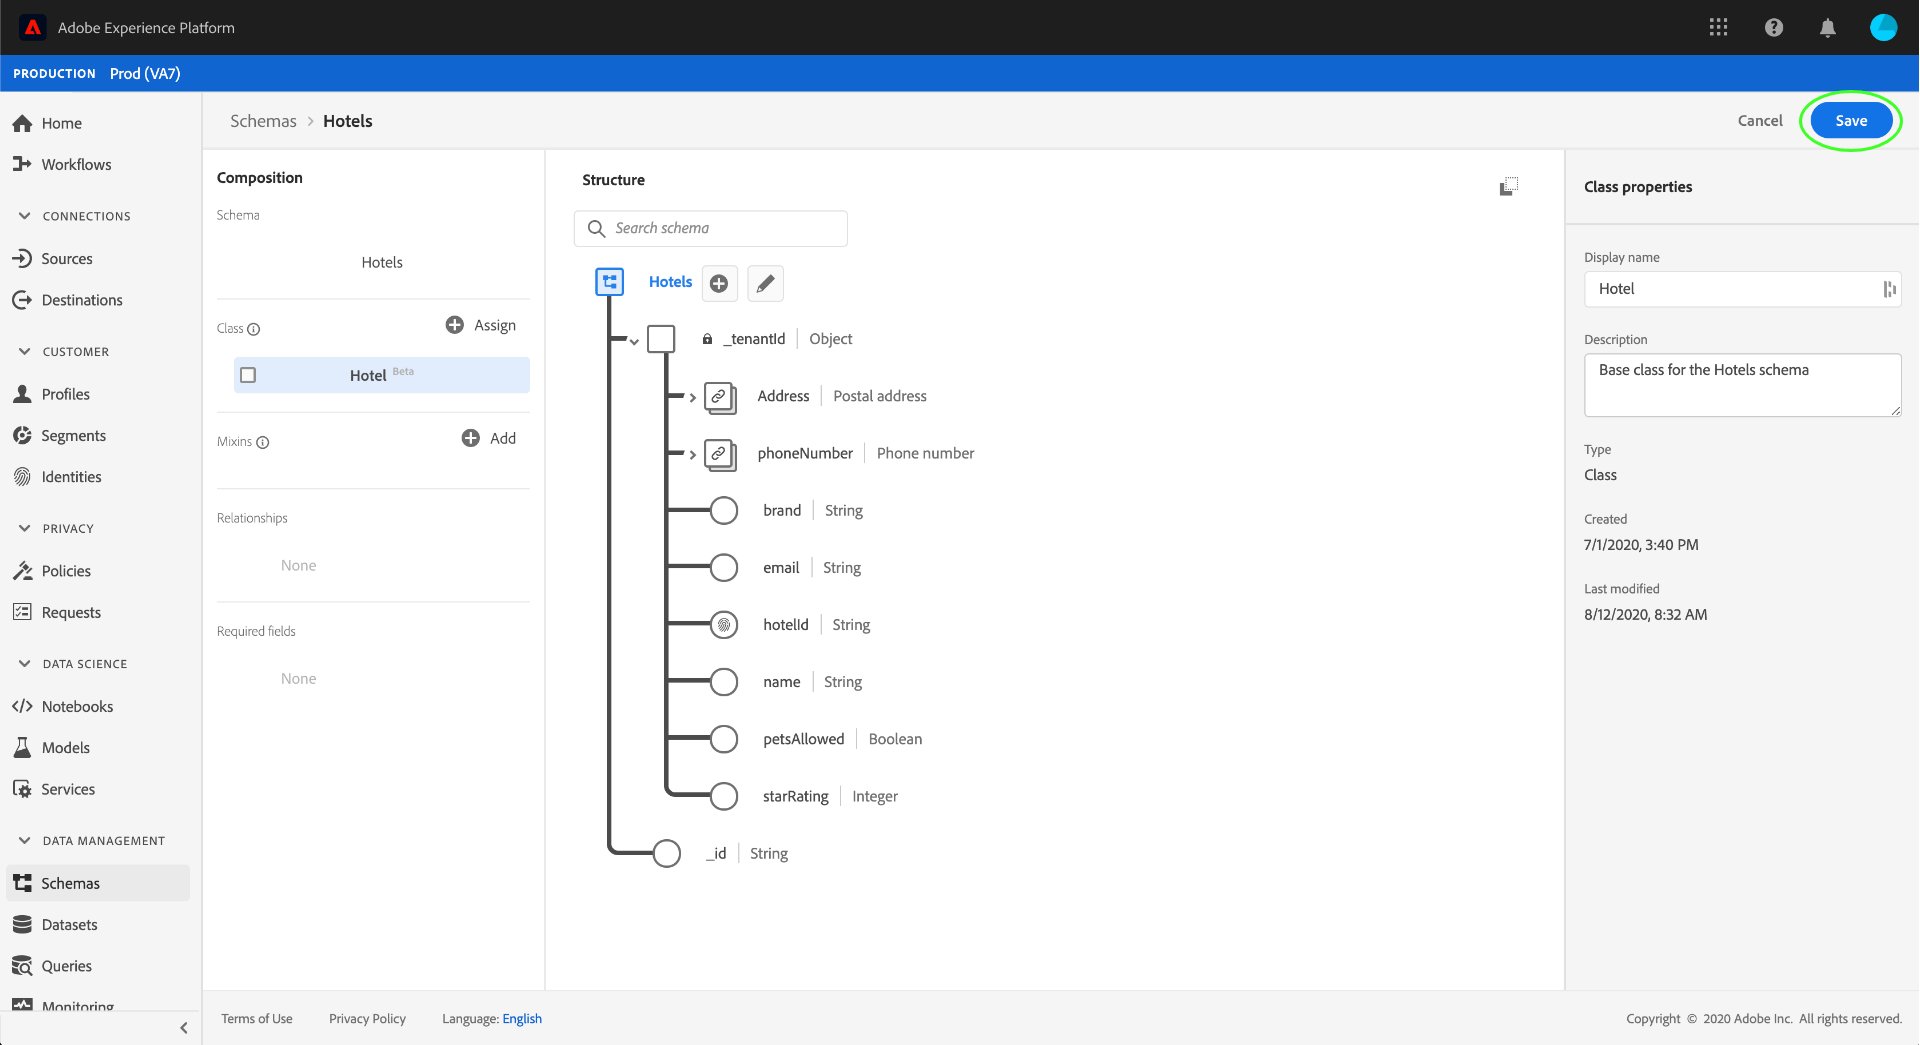 Adobe Experience Platform
PRODUCTION Prod (VA7)
Home
Workflows
CONNECTIONS
Sources
Destinations
CUSTOMER
Profiles
Segments
Identities
PRIVACY
Policies
Requests
DATA SCIENCE
Notebooks
Models
Services
DATA MANAGEMENT
Schemas
Datasets
Queries
Monitoring
Schemas > Hotels
Cancel
Save
Composition
Schema
Hotels
Class
Assign
Hotel Beta
Mixins
Add
Relationships
None
Required fields
None
Structure
Search schema
Hotels
_tenantId | Object
Address | Postal address
phoneNumber | Phone number
brand | String
email | String
hotelId | String
name | String
petsAllowed | Boolean
starRating | Integer
_id | String
Class properties
Display name
Hotel
Description
Base class for the Hotels schema
Type
Class
Created
7/1/2020, 3:40 PM
Last modified
8/12/2020, 8:32 AM
Terms of Use
Privacy Policy
Language: English
Copyright © 2020 Adobe Inc. All rights reserved.